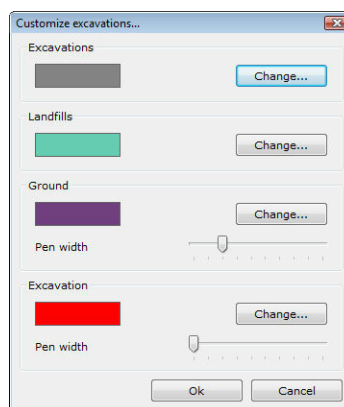 Customize excavations...
Excavations
Change...
Landfills
Change...
Ground
Change...
Pen width
Excavation
Change...
Pen width
Ok Cancel